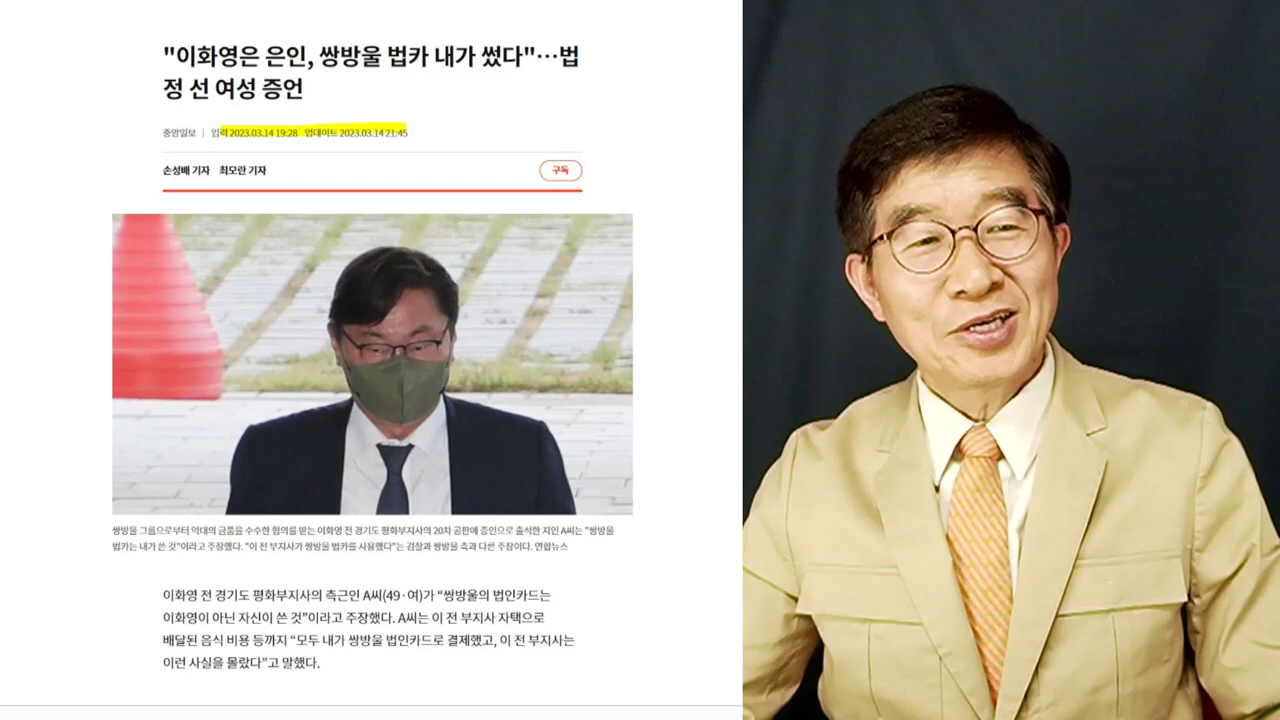 "이화영은 은인, 쌍방울 법카 내가 썼다"…법
정 선 여성 증언
중앙일보 | 입력 2023.03.14 19:28 업데이트 2023.03.14 21:45
손성배 기자 최모란 기자
구독
쌍방울 그룹으로부터 억대의 금품을 수수한 혐의를 받는 이화영 전 경기도 평화부지사의 20차 공판에 증인으로 출석한 지인 A씨는 "쌍방울
법카는 내가 쓴 것"이라고 주장했다. "이 전 부지사가 쌍방울 법카를 사용했다"는 검찰과 쌍방울 측과 다른 주장이다. 연합뉴스
이화영 전 경기도 평화부지사의 측근인 A씨(49·여)가 “쌍방울의 법인카드는
이화영이 아닌 자신이 쓴 것”이라고 주장했다. A씨는 이 전 부지사 자택으로
배달된 음식 비용 등까지 “모두 내가 쌍방울 법인카드로 결제했고, 이 전 부지사는
이런 사실을 몰랐다”고 말했다.